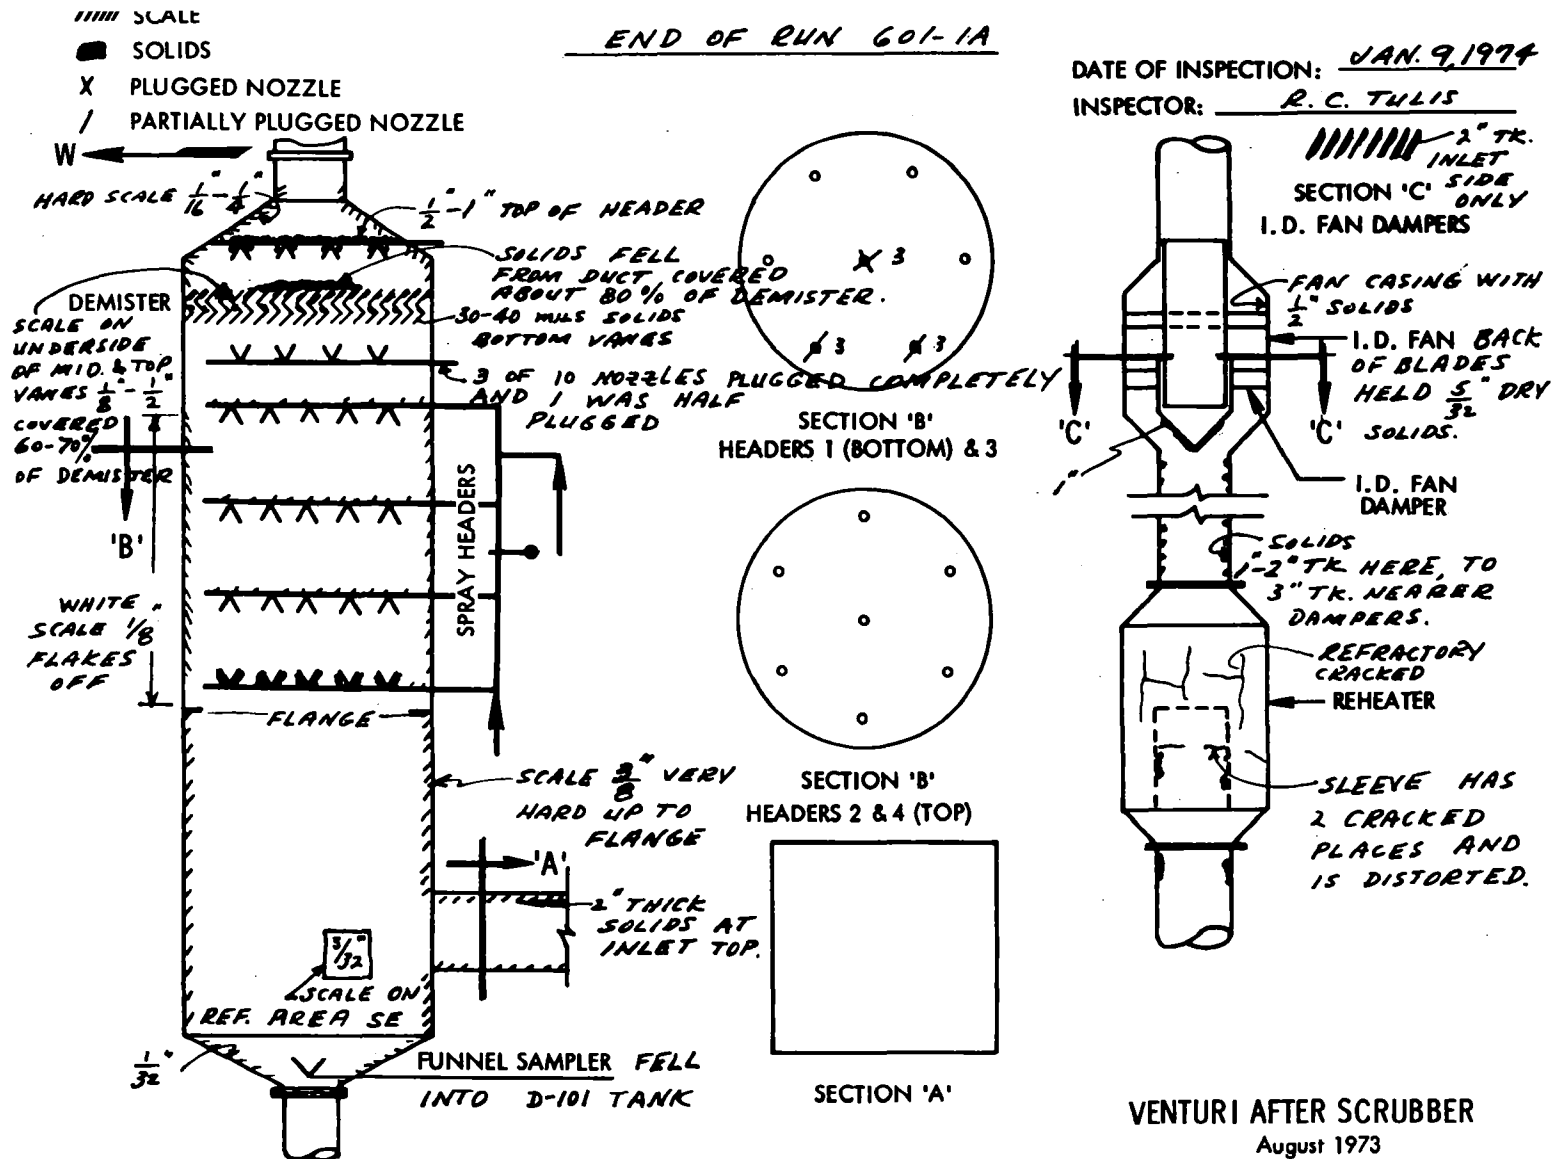 SCALE
SOLIDS
X PLUGGED NOZZLE
/ PARTIALLY PLUGGED NOZZLE
END OF RUN 601-1A
DATE OF INSPECTION: JAN. 9, 1974
INSPECTOR: R. C. TULIS
W
HARD SCALE 1/16 - 1/4"
1/2" - 1" TOP OF HEADER
SOLIDS FELL
FROM DUCT COVERED
ABOUT 80% OF DEMISTER.
DEMISTER
30-40 MILS SOLIDS
BOTTOM VANES
SCALE ON
UNDERSIDE
OF MID. & TOP
VANES 1/8" - 1/2"
COVERED
60-70%
OF DEMISTER
3 OF 10 NOZZLES PLUGGED COMPLETELY
AND 1 WAS HALF
PLUGGED
'B'
SPRAY HEADERS
WHITE
SCALE 1/8"
FLAKES
OFF
FLANGE
SCALE 3/8" VERY
HARD UP TO
FLANGE
'A'
2" THICK
SOLIDS AT
INLET TOP.
3/32"
SCALE ON
REF. AREA SE
1/32"
FUNNEL SAMPLER FELL
INTO D-101 TANK
3
3
3
SECTION 'B'
HEADERS 1 (BOTTOM) & 3
SECTION 'B'
HEADERS 2 & 4 (TOP)
SECTION 'A'
2" TK.
INLET
SIDE
ONLY
SECTION 'C'
I.D. FAN DAMPERS
FAN CASING WITH
1/2" SOLIDS
I.D. FAN BACK
OF BLADES
HELD 5/32" DRY
SOLIDS.
'C'
'C'
1"
I.D. FAN
DAMPER
SOLIDS
1"-2" TK. HERE, TO
3" TK. NEARER
DAMPERS.
REFRACTORY
CRACKED
REHEATER
SLEEVE HAS
2 CRACKED
PLACES AND
IS DISTORTED.
VENTURI AFTER SCRUBBER
August 1973